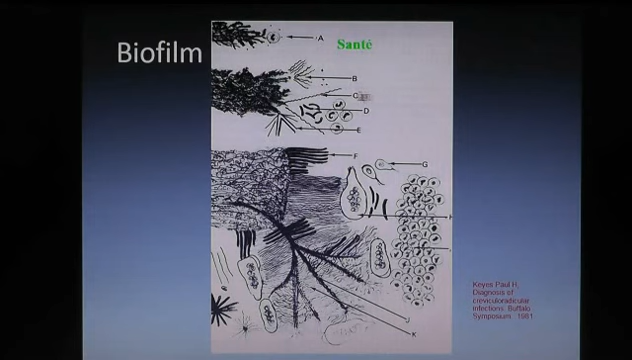 Biofilm
Santé
A
B
C
D
E
F
G
J
K
Keyes Paul H.
Diagnosis of
creviculoradicular
infections. Buffalo
Symposium. 1981